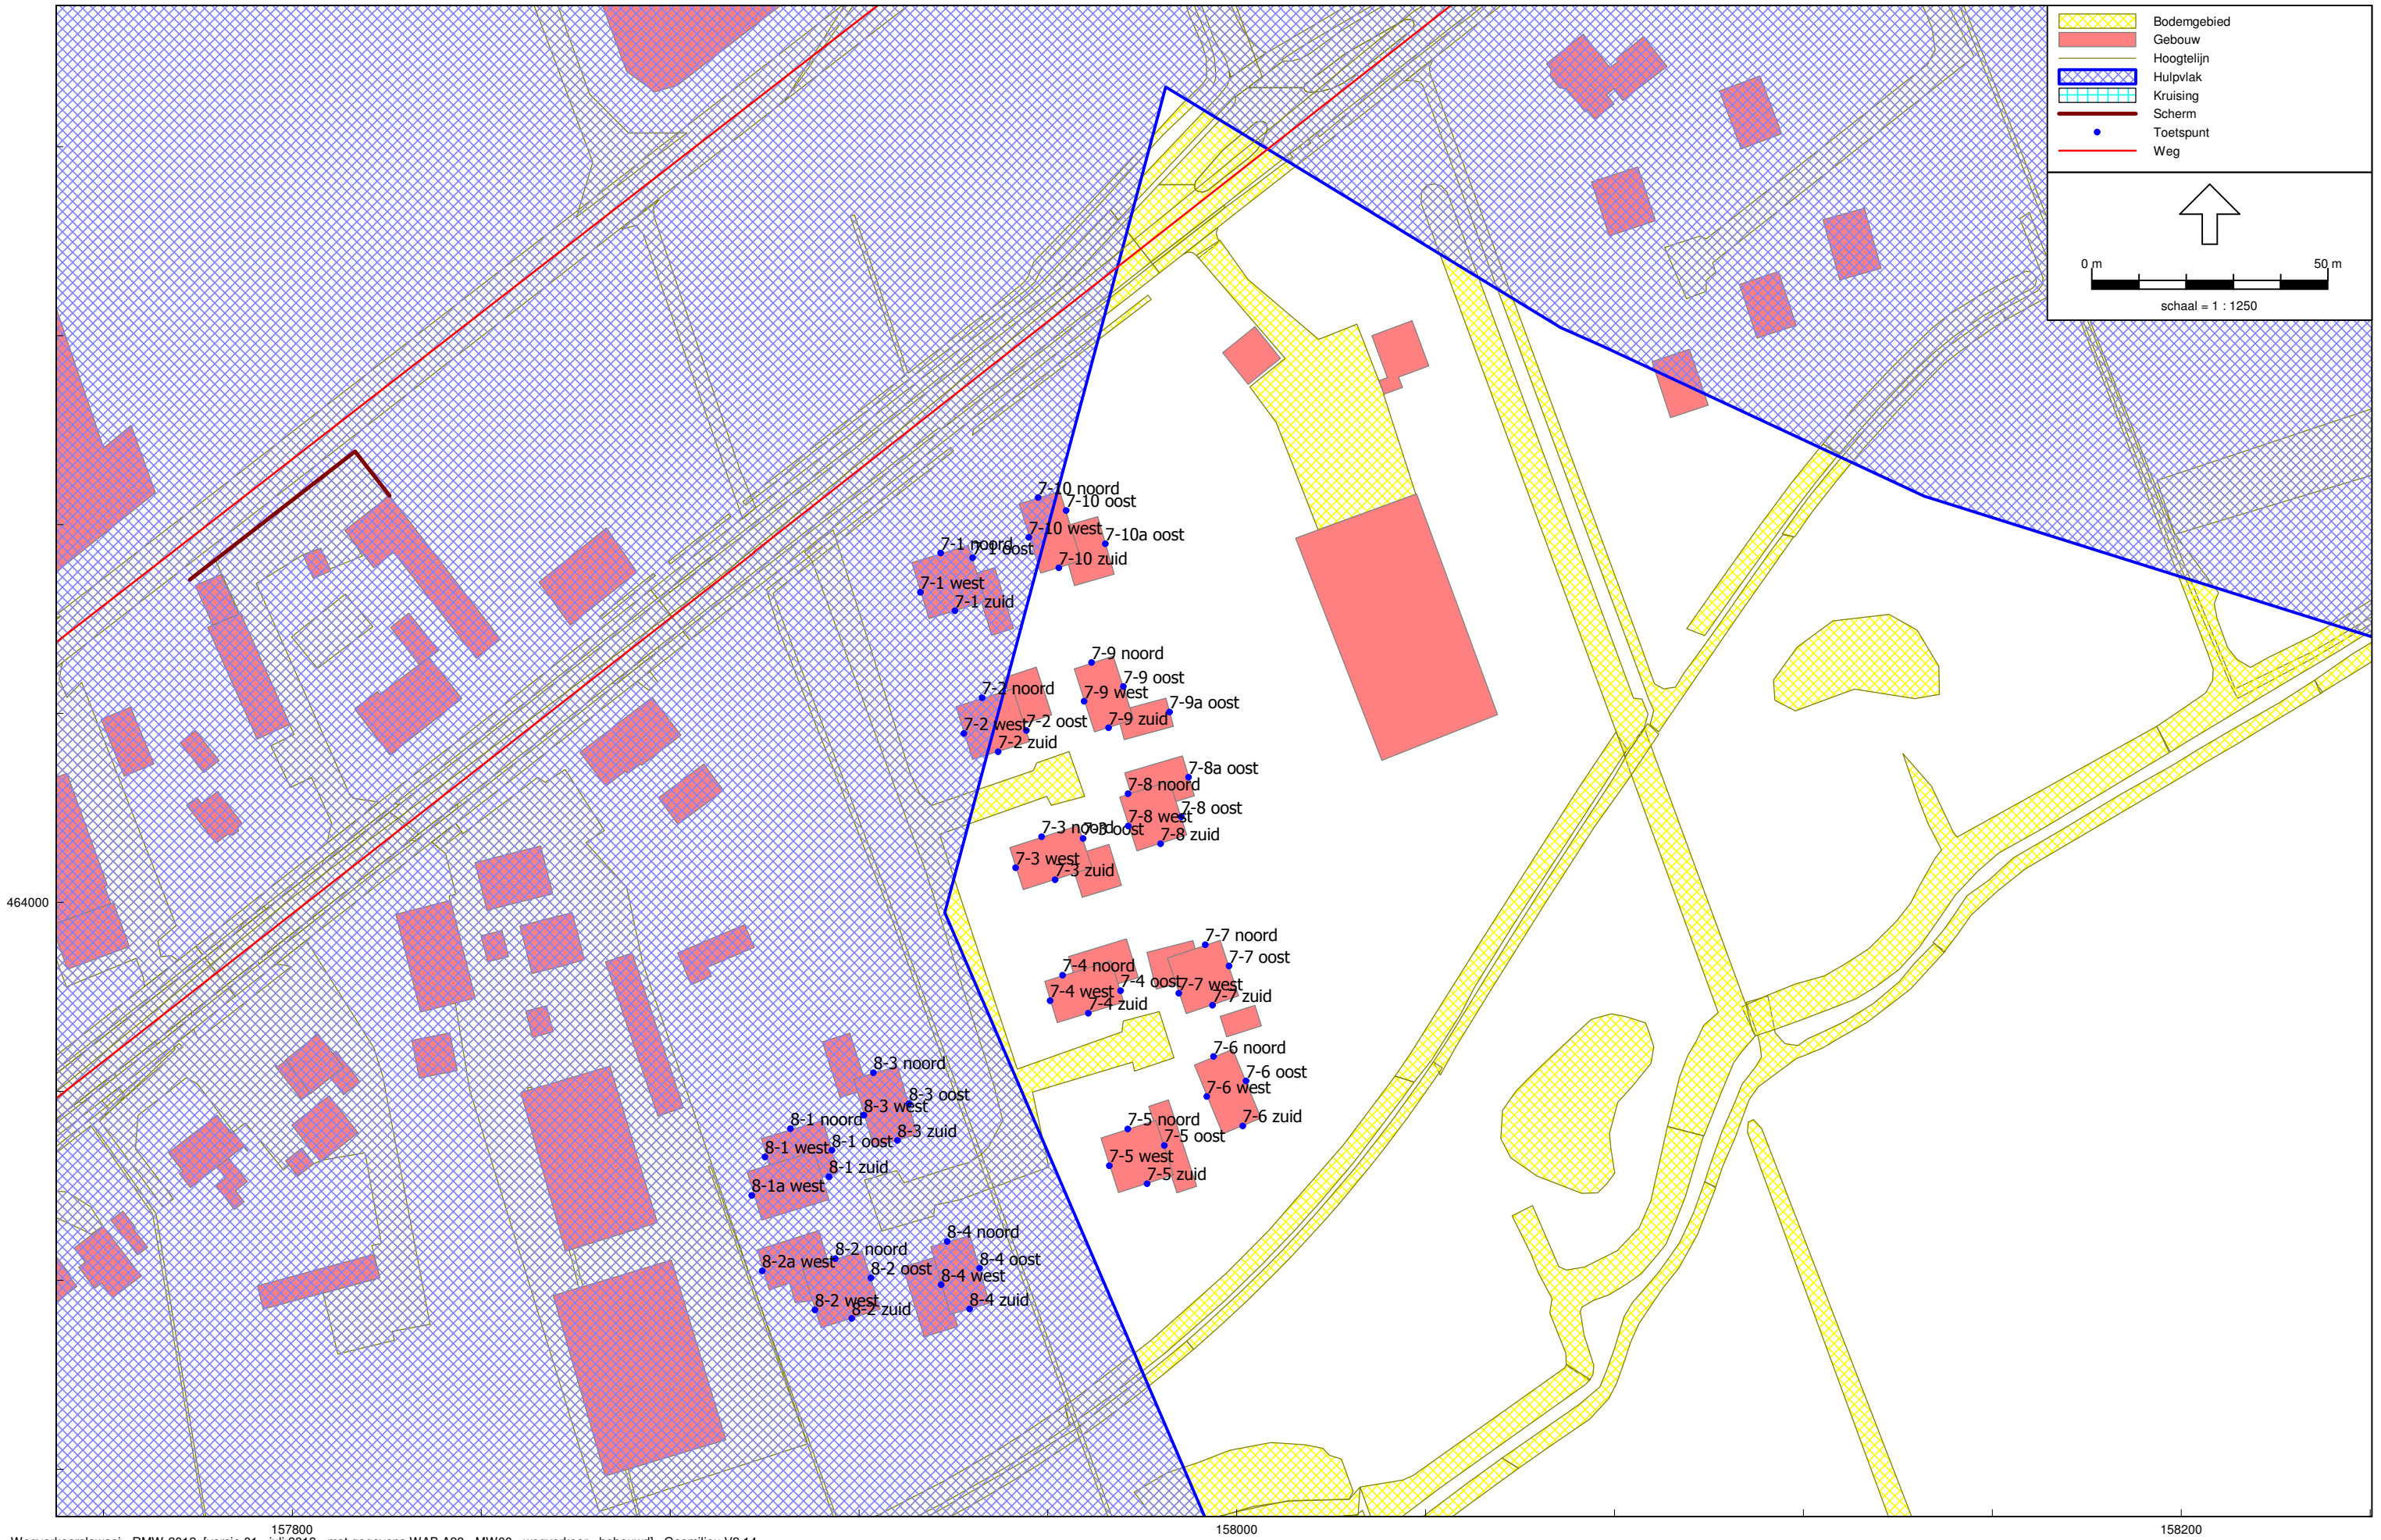 Bodemgebied
Gebouw
Hoogtelijn
Hulpvlak
Kruising
Scherm
Toetspunt
Weg
0 m
50 m
schaal = 1 : 1250
7-10 noord
7-10 oost
7-10 west
7-10a oost
7-10 zuid
7-1 noord
7-1 oost
7-1 west
7-1 zuid
7-9 noord
7-9 oost
7-9 west
7-9a oost
7-9 zuid
7-2 noord
7-2 west
7-2 oost
7-2 zuid
7-8a oost
7-8 noord
7-8 oost
7-8 west
7-8 zuid
7-3 noord
7-3 oost
7-3 west
7-3 zuid
464000
7-7 noord
7-7 oost
7-7 west
7-7 zuid
7-4 noord
7-4 oost
7-4 west
7-4 zuid
7-6 noord
7-6 oost
7-6 west
7-6 zuid
7-5 noord
7-5 oost
7-5 west
7-5 zuid
8-3 noord
8-3 oost
8-3 west
8-3 zuid
8-1 noord
8-1 oost
8-1 west
8-1 zuid
8-1a west
8-2 noord
8-2a west
8-2 oost
8-2 west
8-2 zuid
8-4 noord
8-4 oost
8-4 west
8-4 zuid
157800
158000
158200